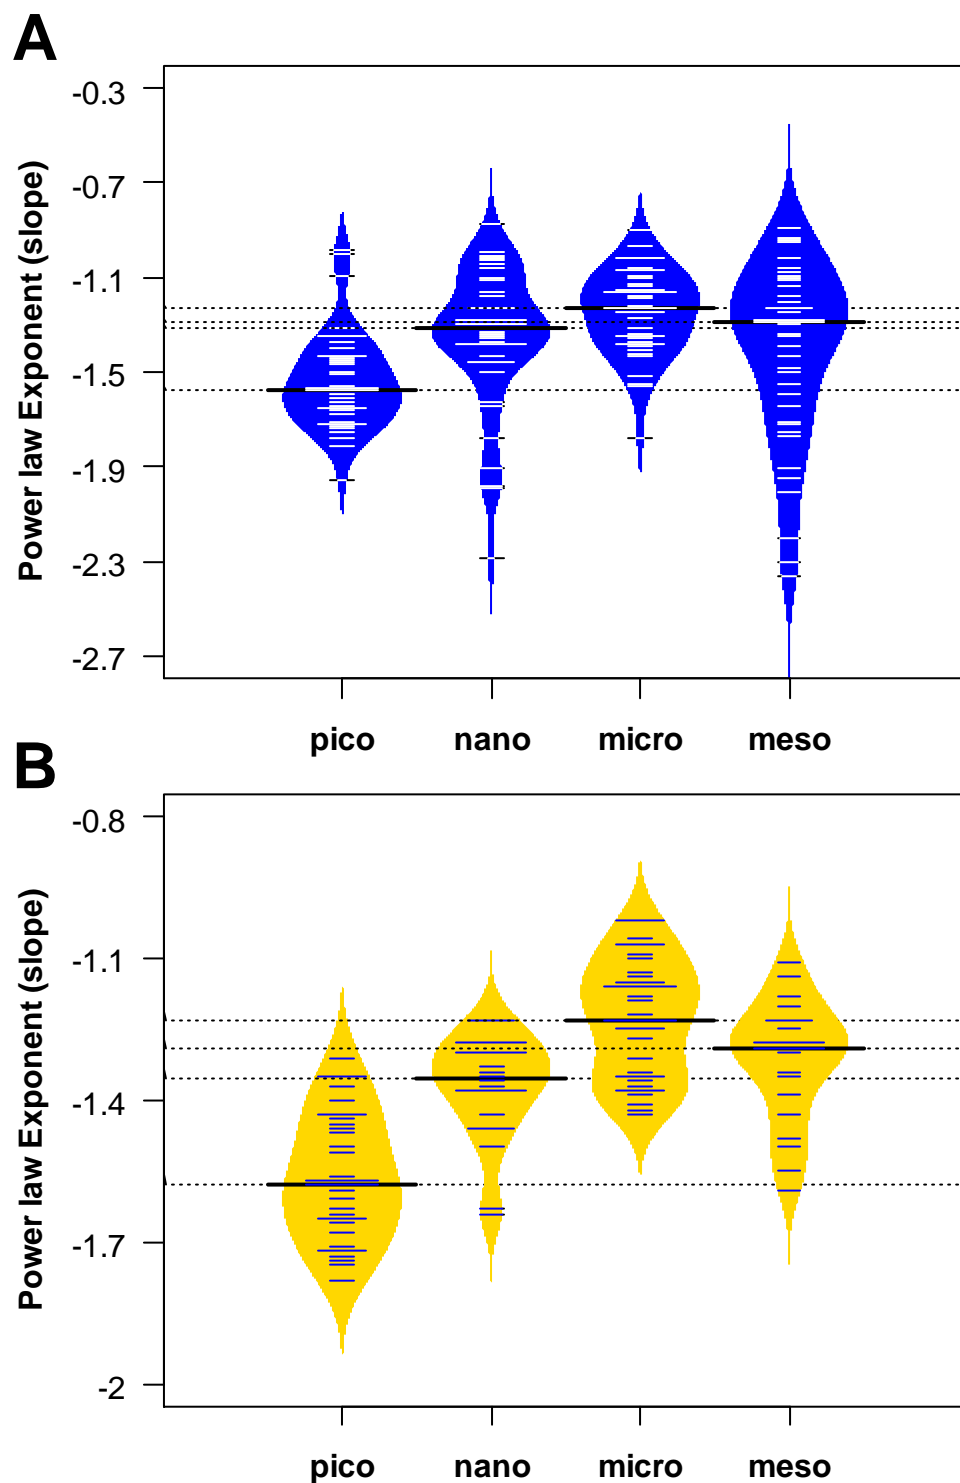 A
Power law Exponent (slope)
-0.3
-0.7
-1.1
-1.5
-1.9
-2.3
-2.7
pico nano micro meso
B
Power law Exponent (slope)
-0.8
-1.1
-1.4
-1.7
-2
pico nano micro meso